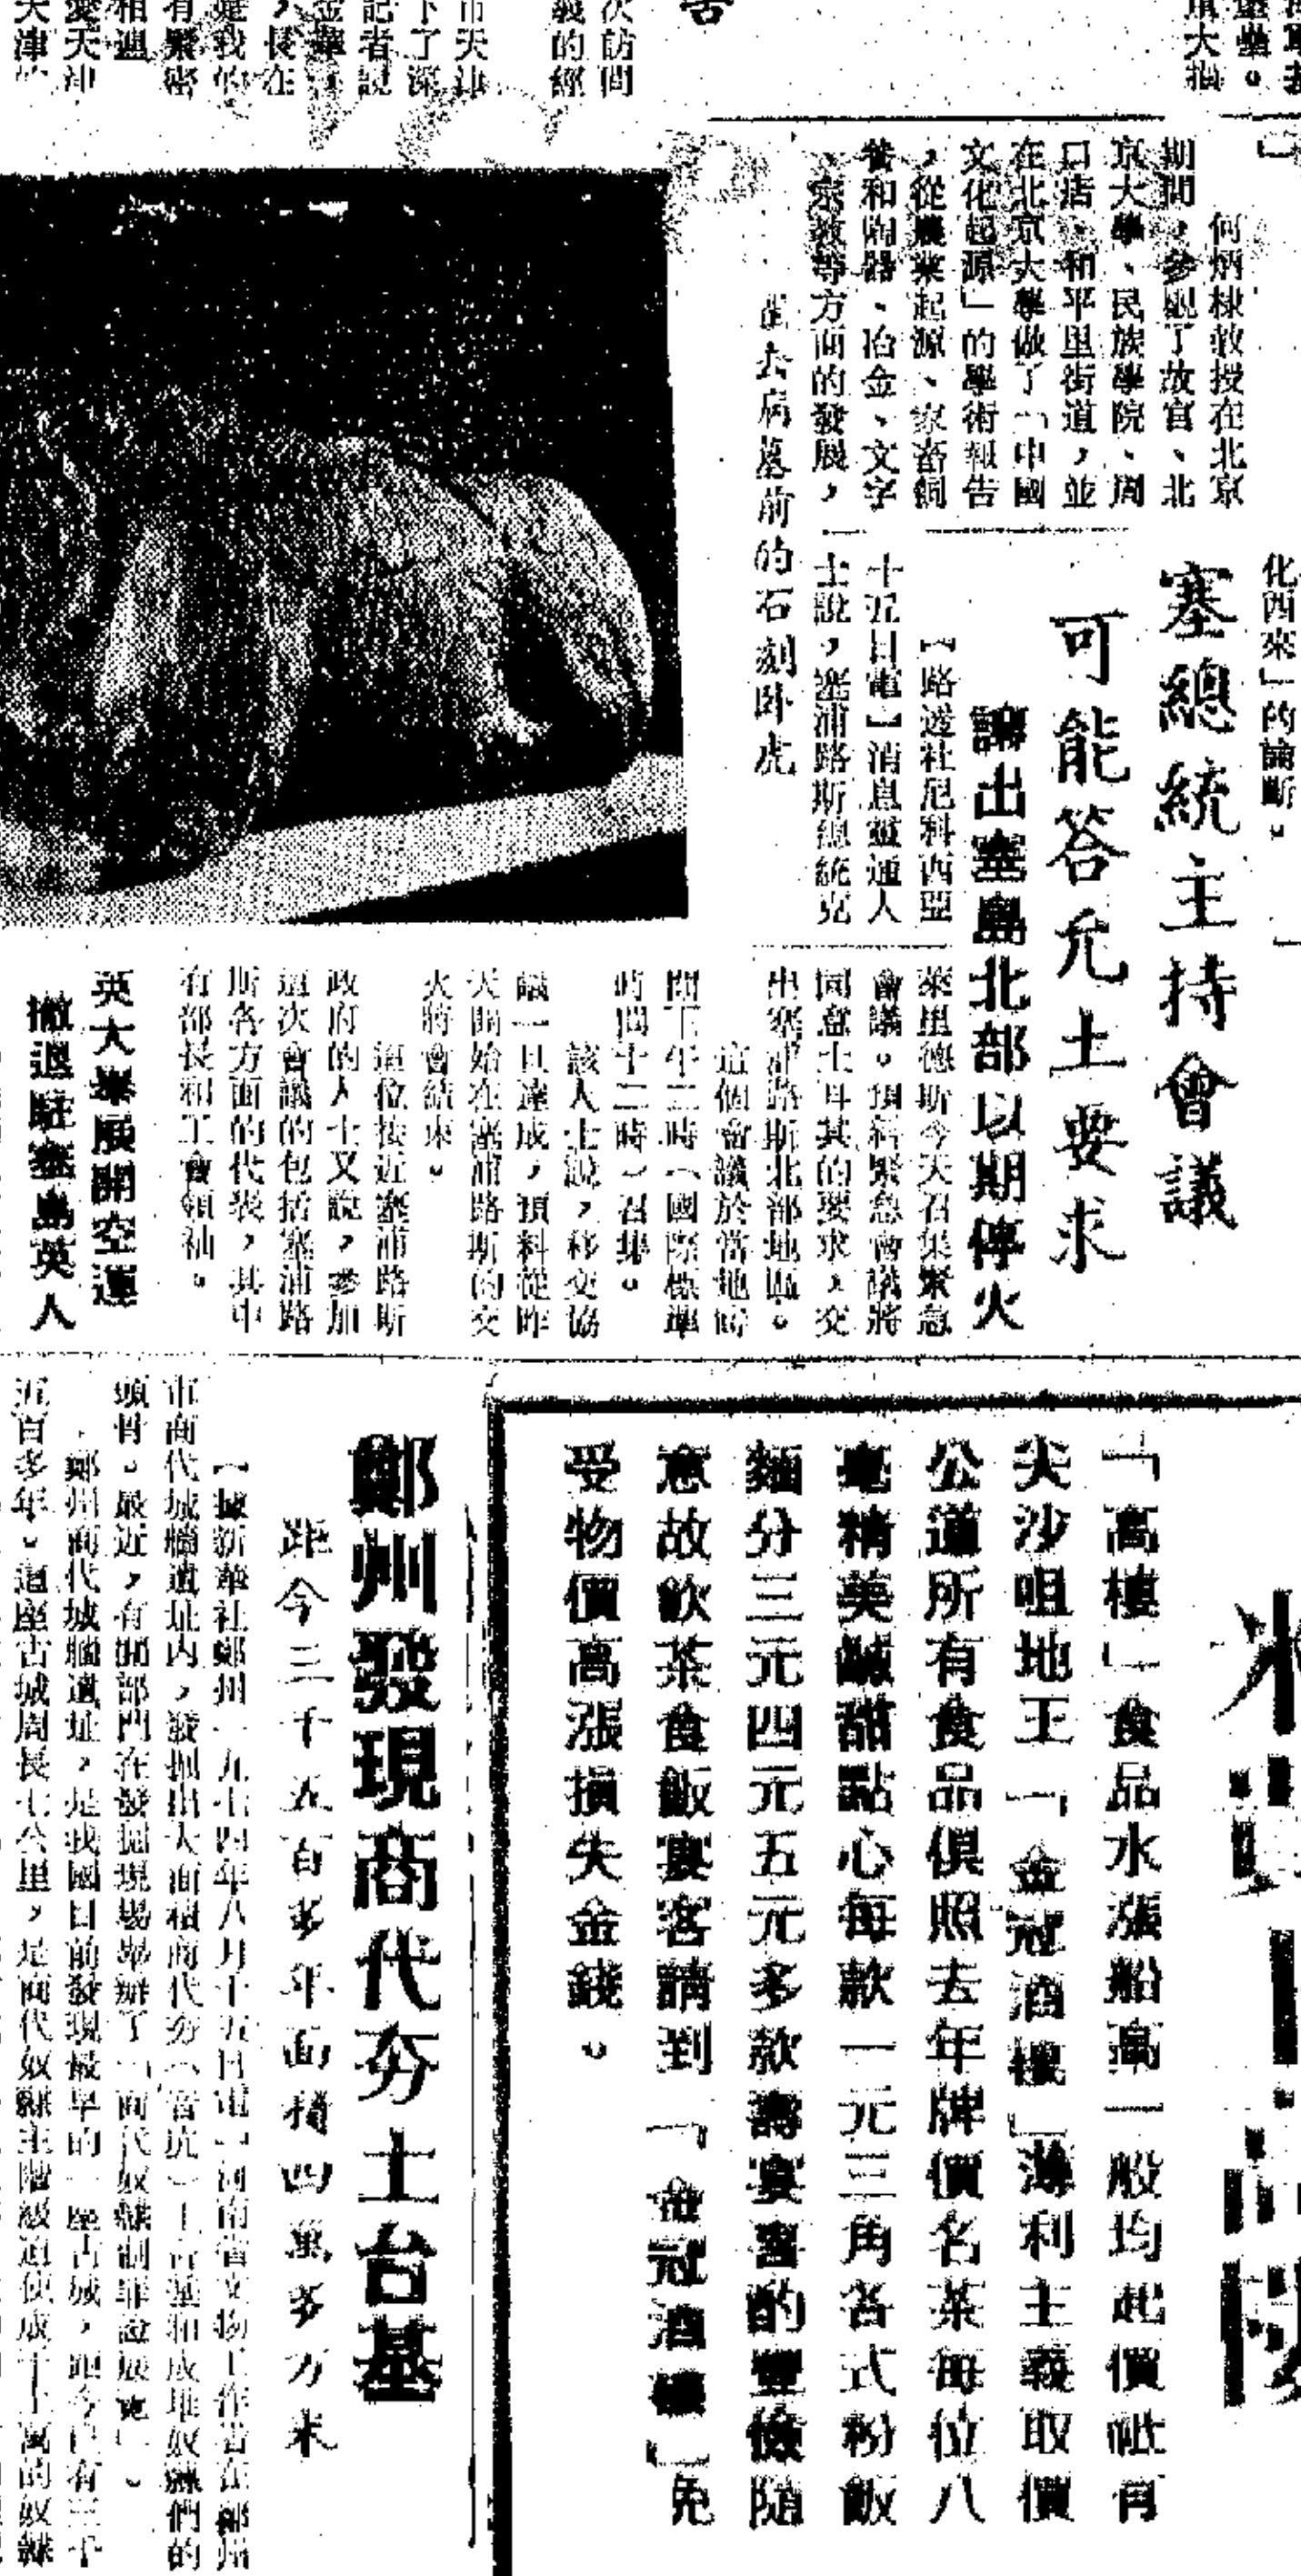 何炳棣教授在北京
期間，參觀了故宮、北
京大學、民族學院、周
口店、和平里街道，並
在北京大學做了「中國
文化起源」的學術報告
，從農業起源、家畜飼
養和陶器、冶金、文字
、宗教等方面的發展，
化西來」的論斷。
霍去病墓前的石刻卧虎
塞總統主持會議
可能答允土要求
讓出塞島北部以期停火
【路透社尼科西亞
十五日電】消息靈通人
士說，塞浦路斯總統克
萊里德斯今天召集緊急
會議。預料緊急會議將
同意土耳其的要求，交
出塞浦路斯北部地區。
這個會議於當地時
間下午二時（國際標準
時間十二時）召集。
該人士說，移交協
議一旦達成，預料從昨
天開始在塞浦路斯的交
火將會結束。
這位接近塞浦路斯
政府的人士又說，參加
這次會議的包括塞浦路
斯各方面的代表，其中
有部長和工會領袖。
英大舉展開空運
撤退駐塞島英人
「高樓」食品水漲船高一般均起價祗有
尖沙咀地王「金冠酒樓」薄利主義取價
公道所有食品俱照去年牌價名茶每位八
毫精美鹹甜點心每款一元三角各式粉飯
麵分三元四元五元多款壽宴喜酌豐儉隨
意故飲茶食飯宴客請到「金冠酒樓」免
受物價高漲損失金錢。
鄭州發現商代夯土台基
距今三千五百多年面積四萬多方米
【據新華社鄭州一九七四年八月十五日電】河南省文物工作者在鄭州
市商代城牆遺址內，發掘出大面積商代夯（音亢）土台基和成堆奴隸們的
頭骨。最近，有關部門在發掘現場舉辦了「商代奴隸制罪證展覽」。
鄭州商代城牆遺址，是我國目前發現最早的一座古城，距今已有三千
五百多年。這座古城周長七公里，是商代奴隸主階級迫使成千上萬的奴隸